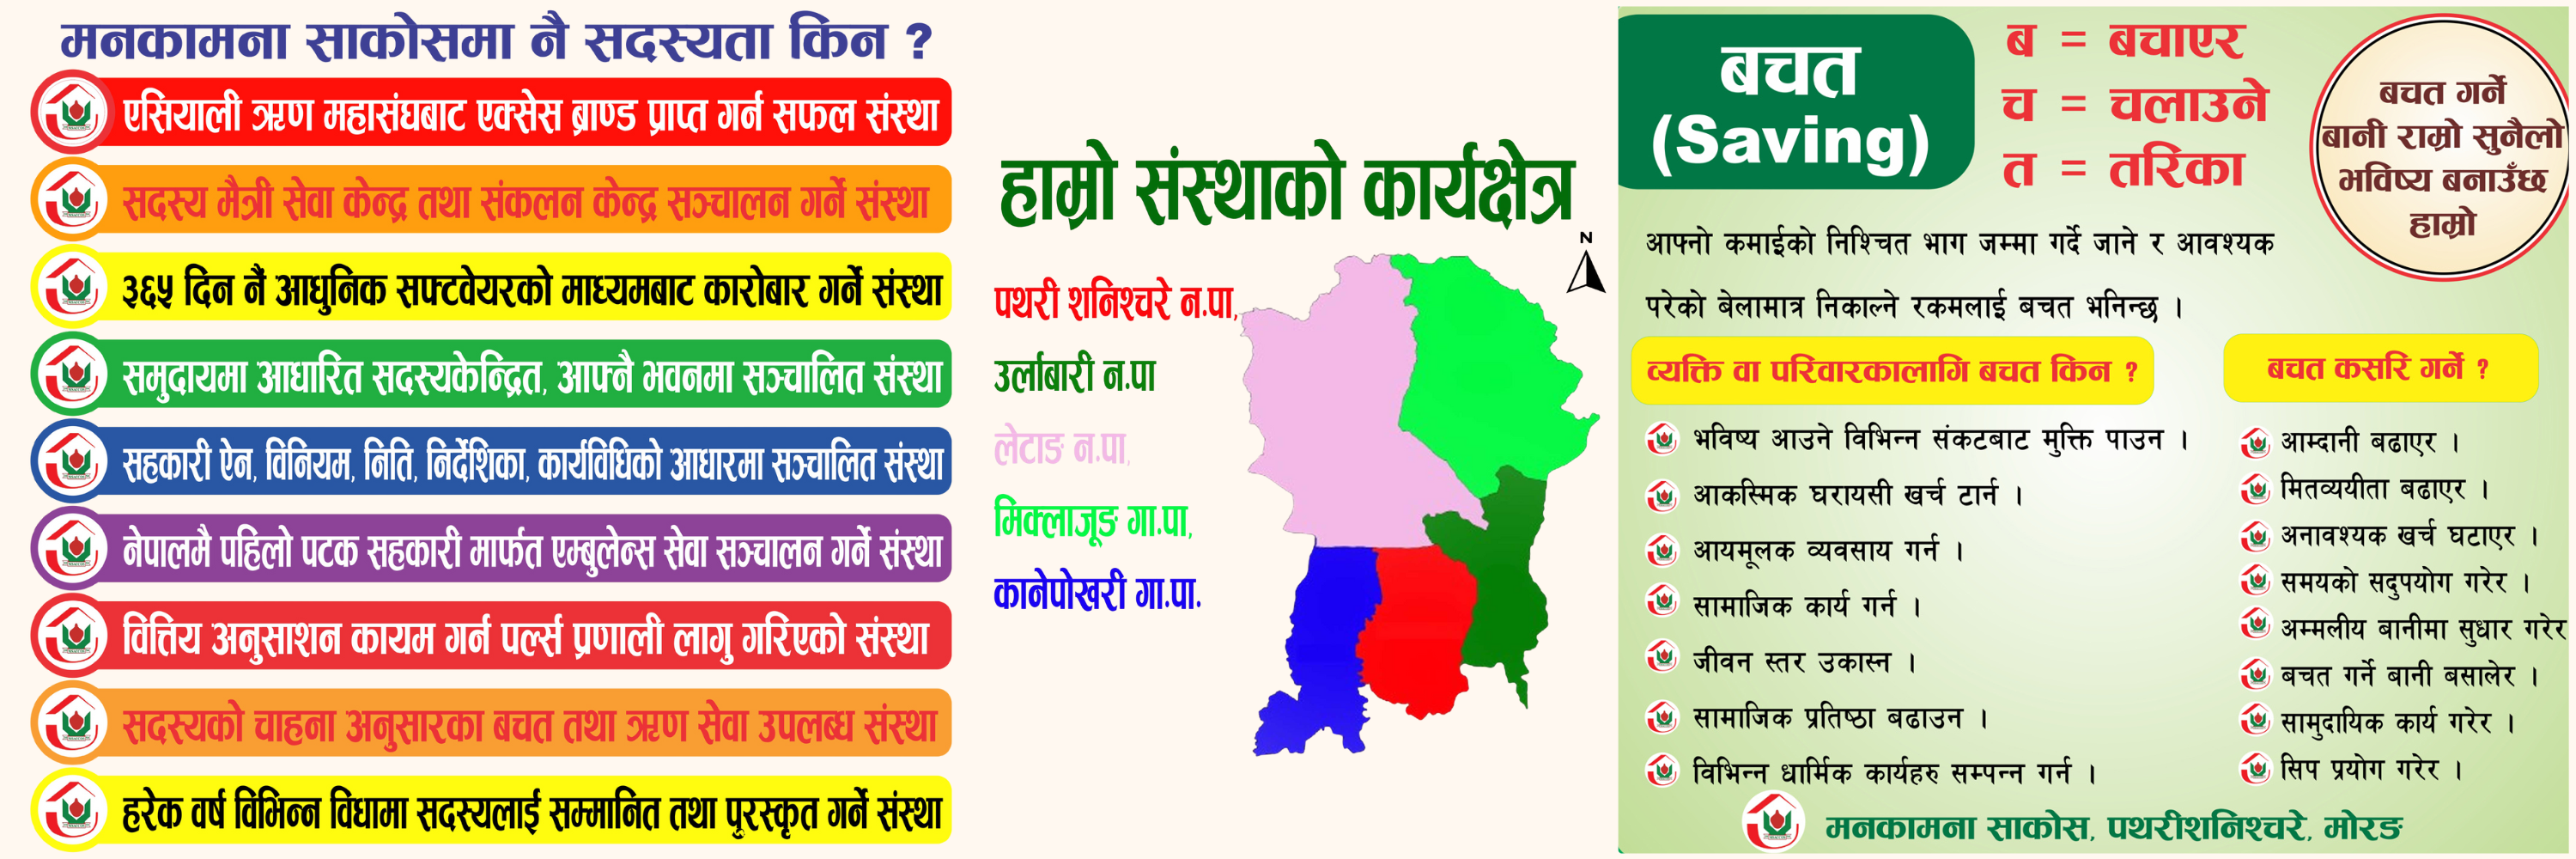 मनकामना साकोसमा नै सदस्यता किन ?
एसियाली ऋण महासंघबाट एक्सेस ब्राण्ड प्राप्त गर्न सफल संस्था
सदस्य मैत्री सेवा केन्द्र तथा संकलन केन्द्र सञ्चालन गर्ने संस्था
३६५ दिन नैं आधुनिक सफ्टवेयरको माध्यमबाट कारोबार गर्ने संस्था
समुदायमा आधारित सदस्यकेन्द्रित, आफ्नै भवनमा सञ्चालित संस्था
सहकारी ऐन, विनियम, निति, निर्देशिका, कार्यविधिको आधारमा सञ्चालित संस्था
नेपालमै पहिलो पटक सहकारी मार्फत एम्बुलेन्स सेवा सञ्चालन गर्ने संस्था
वित्तिय अनुसाशन कायम गर्न पर्ल्स प्रणाली लागु गरिएको संस्था
सदस्यको चाहना अनुसारका बचत तथा ऋण सेवा उपलब्ध संस्था
हरेक वर्ष विभिन्न विधामा सदस्यलाई सम्मानित तथा पुरस्कृत गर्ने संस्था
हाम्रो संस्थाको कार्यक्षेत्र
N
पथरी शनिश्चरे न.पा,
उर्लाबारी न.पा
लेटाङ न.पा,
मिक्लाजूङ गा.पा,
कानेपोखरी गा.पा.
बचत
(Saving)
ब = बचाएर
च = चलाउने
त = तरिका
बचत गर्ने
बानी राम्रो सुनैलो
भविष्य बनाउँछ
हाम्रो
आफ्नो कमाईको निश्चित भाग जम्मा गर्दे जाने र आवश्यक
परेको बेलामात्र निकाल्ने रकमलाई बचत भनिन्छ ।
व्यक्ति वा परिवारकालागि बचत किन ?
भविष्य आउने विभिन्न संकटबाट मुक्ति पाउन ।
आकस्मिक घरायसी खर्च टार्न ।
आयमूलक व्यवसाय गर्न ।
सामाजिक कार्य गर्न ।
जीवन स्तर उकास्न ।
सामाजिक प्रतिष्ठा बढाउन ।
विभिन्न धार्मिक कार्यहरु सम्पन्न गर्न ।
बचत कसरि गर्ने ?
आम्दानी बढाएर ।
मितव्ययीता बढाएर ।
अनावश्यक खर्च घटाएर ।
समयको सदुपयोग गरेर ।
अम्मलीय बानीमा सुधार गरेर
बचत गर्ने बानी बसालेर ।
सामुदायिक कार्य गरेर ।
सिप प्रयोग गरेर ।
मनकामना साकोस, पथरीशनिश्चरे, मोरङ